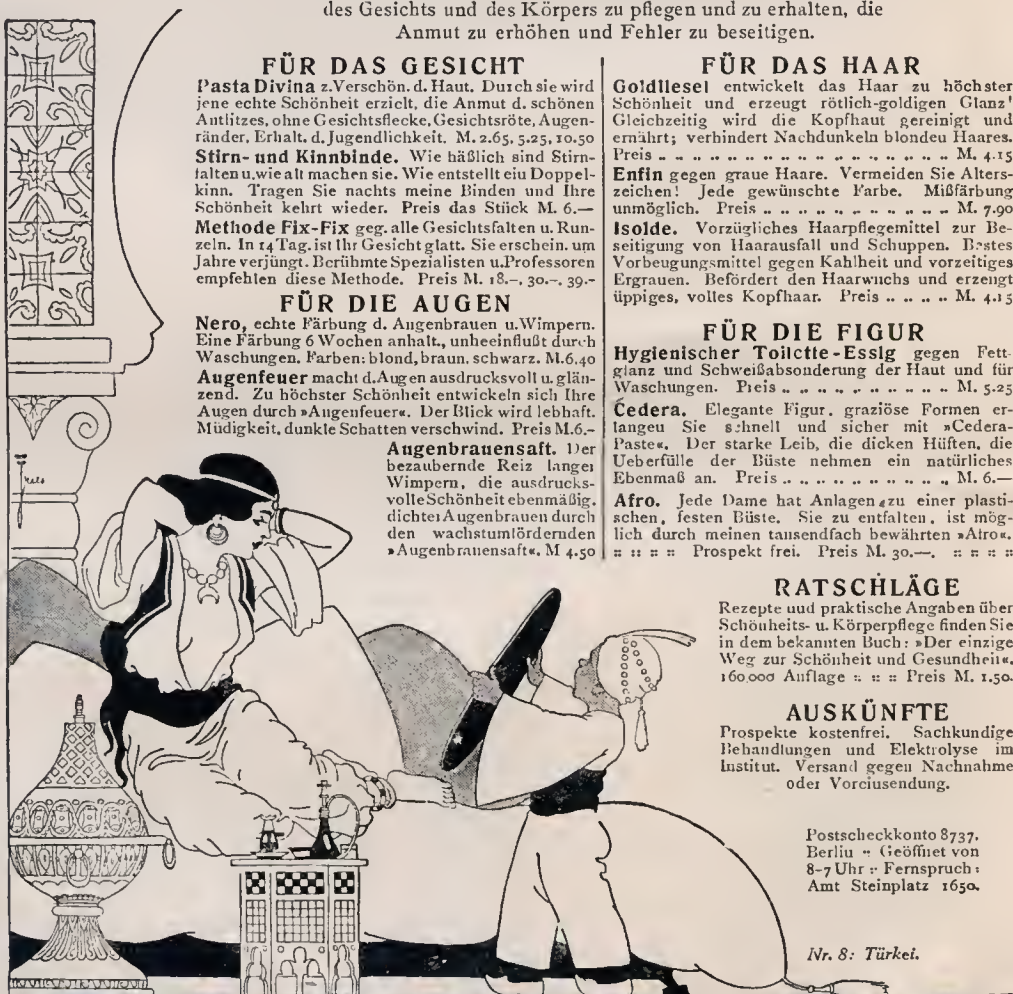 des Gesichts und des Körpers zu pflegen und zu erhalten, die
Anmut zu erhöhen und Fehler zu beseitigen.
FÜR DAS GESICHT
Pasta Divina z.Verschön. d. Haut. Durch sie wird
jene echte Schönheit erzielt, die Anmut d. schönen
Antlitzes, ohne Gesichtsflecke, Gesichtsröte, Augen-
ränder, Erhalt. d. Jugendlichkeit. M. 2.65, 5.25, 10.50
Stirn- und Kinnbinde. Wie häßlich sind Stirn-
falten u. wie alt machen sie. Wie entstellt ein Doppel-
kinn. Tragen Sie nachts meine Binden und Ihre
Schönheit kehrt wieder. Preis das Stück M. 6.—
Methode Fix-Fix geg. alle Gesichtsfalten u. Run-
zeln. In 14 Tag. ist Ihr Gesicht glatt. Sie erschein. um
Jahre verjüngt. Berühmte Spezialisten u. Professoren
empfehlen diese Methode. Preis M. 18.-, 30.-, 39.-
FÜR DIE AUGEN
Nero, echte Färbung d. Augenbrauen u. Wimpern.
Eine Färbung 6 Wochen anhalt., unbeeinflußt durch
Waschungen. Farben: blond, braun, schwarz. M. 6.40
Augenfeuer macht d. Augen ausdrucksvoll u. glän-
zend. Zu höchster Schönheit entwickeln sich Ihre
Augen durch »Augenfeuer«. Der Blick wird lebhaft.
Müdigkeit, dunkle Schatten verschwind. Preis M. 6.-
Augenbrauensaft. Der
bezaubernde Reiz langer
Wimpern, die ausdrucks-
volle Schönheit ebenmäßig,
dichter Augenbrauen durch
den wachstumfördernden
»Augenbrauensaft«. M 4.50
FÜR DAS HAAR
Goldliesel entwickelt das Haar zu höchster
Schönheit und erzeugt rötlich-goldigen Glanz!
Gleichzeitig wird die Kopfhaut gereinigt und
ernährt; verhindert Nachdunkeln blonden Haares.
Preis .. .. .. .. .. .. .. .. .. .. M. 4.15
Enfin gegen graue Haare. Vermeiden Sie Alters-
zeichen! Jede gewünschte Farbe. Mißfärbung
unmöglich. Preis .. .. .. .. .. .. .. M. 7.90
Isolde. Vorzügliches Haarpflegemittel zur Be-
seitigung von Haarausfall und Schuppen. Bestes
Vorbeugungsmittel gegen Kahlheit und vorzeitiges
Ergrauen. Befördert den Haarwuchs und erzeugt
üppiges, volles Kopfhaar. Preis .. .. .. M. 4.15
FÜR DIE FIGUR
Hygienischer Toilette-Essig gegen Fett-
glanz und Schweißabsonderung der Haut und für
Waschungen. Preis .. .. .. .. .. .. M. 5.25
Cedera. Elegante Figur, graziöse Formen er-
langen Sie schnell und sicher mit »Cedera-
Paste«. Der starke Leib, die dicken Hüften, die
Ueberfülle der Büste nehmen ein natürliches
Ebenmaß an. Preis .. .. .. .. .. .. M. 6.—
Afro. Jede Dame hat Anlagen zu einer plasti-
schen, festen Büste. Sie zu entfalten, ist mög-
lich durch meinen tausendfach bewährten »Afro«.
:: :: :: :: Prospekt frei. Preis M. 30.—. :: :: :: ::
RATSCHLÄGE
Rezepte und praktische Angaben über
Schönheits- u. Körperpflege finden Sie
in dem bekannten Buch: »Der einzige
Weg zur Schönheit und Gesundheit«.
160,000 Auflage :: :: :: Preis M. 1.50.
AUSKÜNFTE
Prospekte kostenfrei. Sachkundige
Behandlungen und Elektrolyse im
Institut. Versand gegen Nachnahme
oder Voreinsendung.
Postscheckkonto 8737.
Berlin :: Geöffnet von
8-7 Uhr :: Fernspruch:
Amt Steinplatz 1650.
Nr. 8: Türkei.